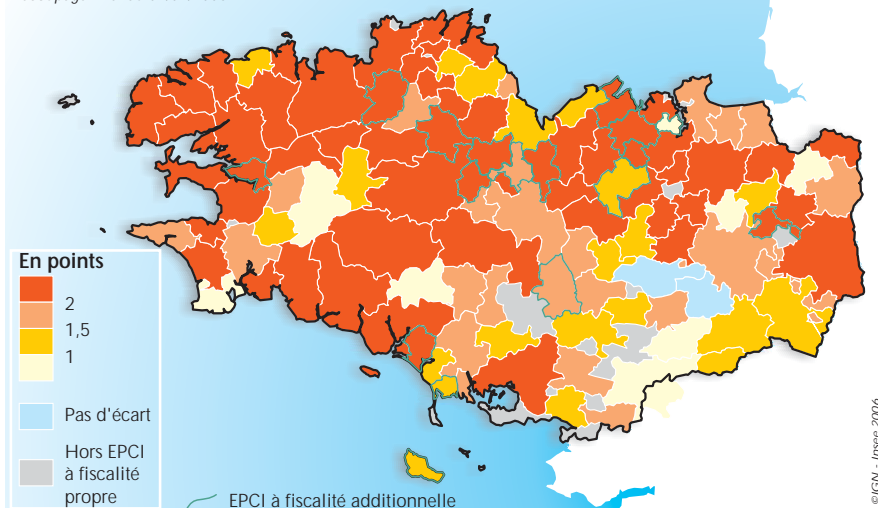 En points
2
1,5
1
Pas d'écart
Hors EPCI
à fiscalité
propre
EPCI à fiscalité additionnelle
©IGN - Insee 2006